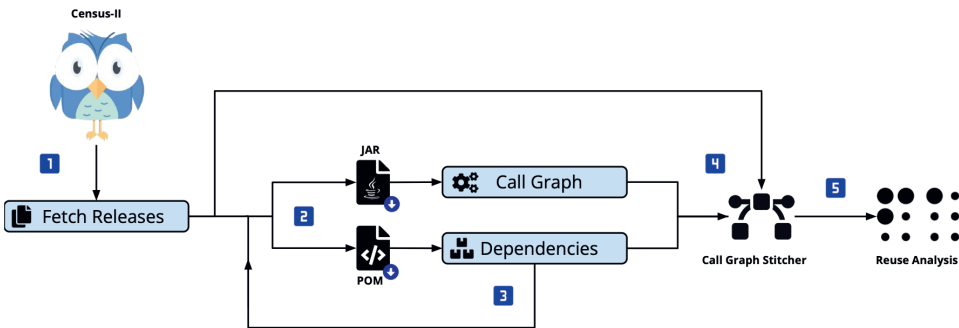 Census-II
1
Fetch Releases
2
JAR
Call Graph
POM
</>
Dependencies
3
4
Call Graph Stitcher
5
Reuse Analysis